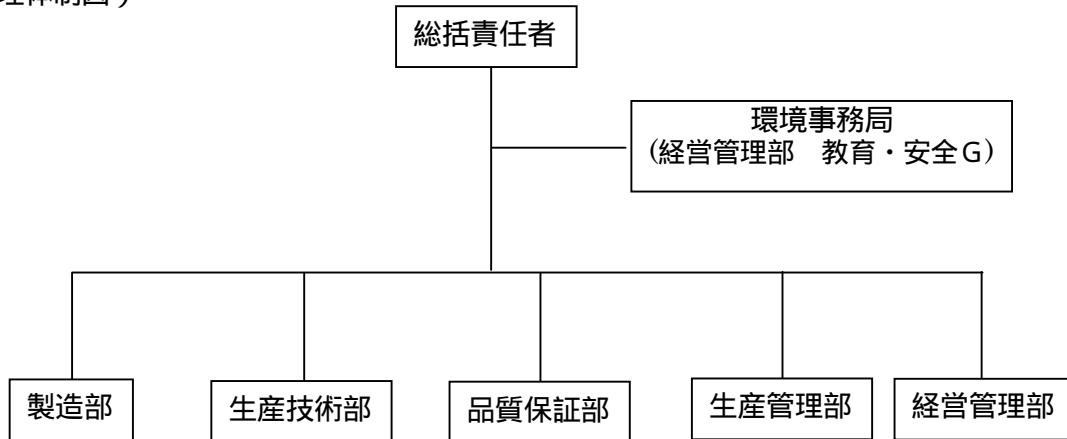 理体制図)
総括責任者
環境事務局
(経営管理部 教育・安全G)
製造部
生産技術部
品質保証部
生産管理部
経営管理部